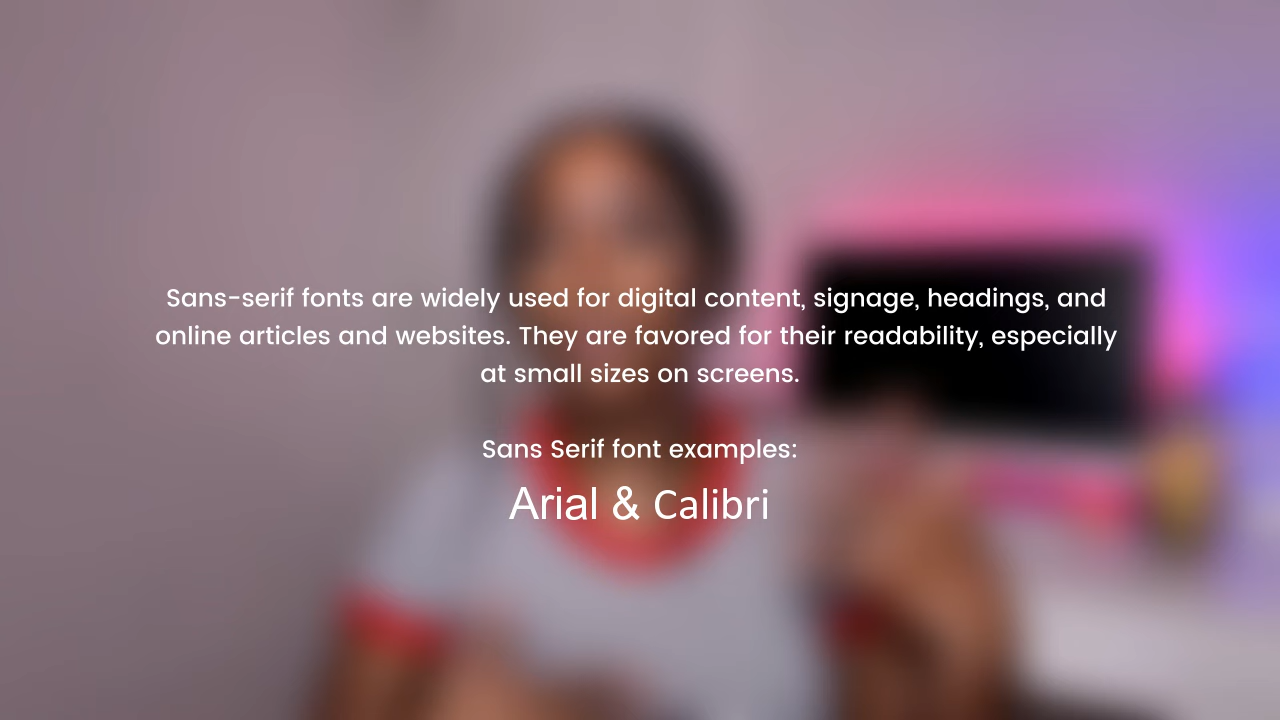 Sans-serif fonts are widely used for digital content, signage, headings, and
online articles and websites. They are favored for their readability, especially
at small sizes on screens.
Sans Serif font examples:
Arial & Calibri